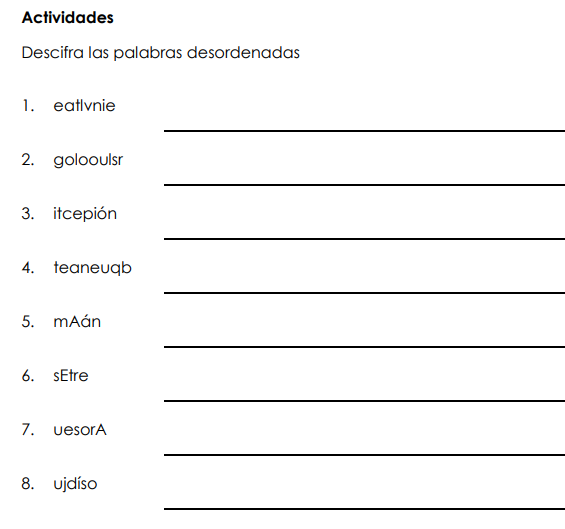 Actividades
Descifra las palabras desordenadas
1. eatlvnie
2. golooulsr
3. itcepión
4. teaneuqb
5. mAán
6. sEtre
7. uesorA
8. ujdíso